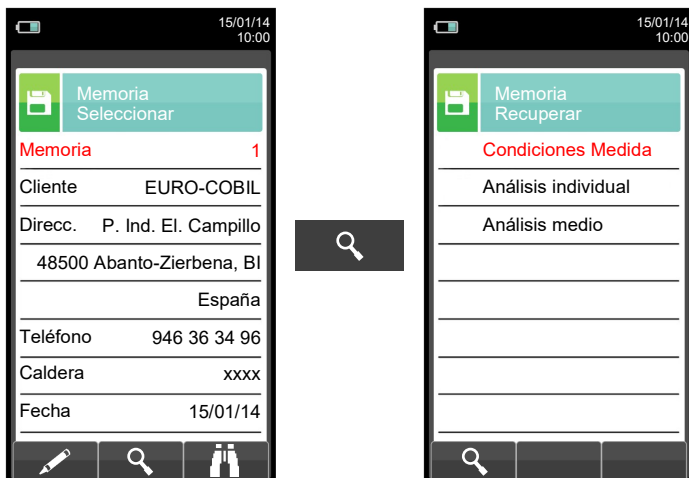 15/01/14
10:00
Memoria
Seleccionar
Memoria 1
Cliente EURO-COBIL
Direcc. P. Ind. El. Campillo
48500 Abanto-Zierbena, BI
España
Teléfono 946 36 34 96
Caldera xxxx
Fecha 15/01/14
15/01/14
10:00
Memoria
Recuperar
Condiciones Medida
Análisis individual
Análisis medio